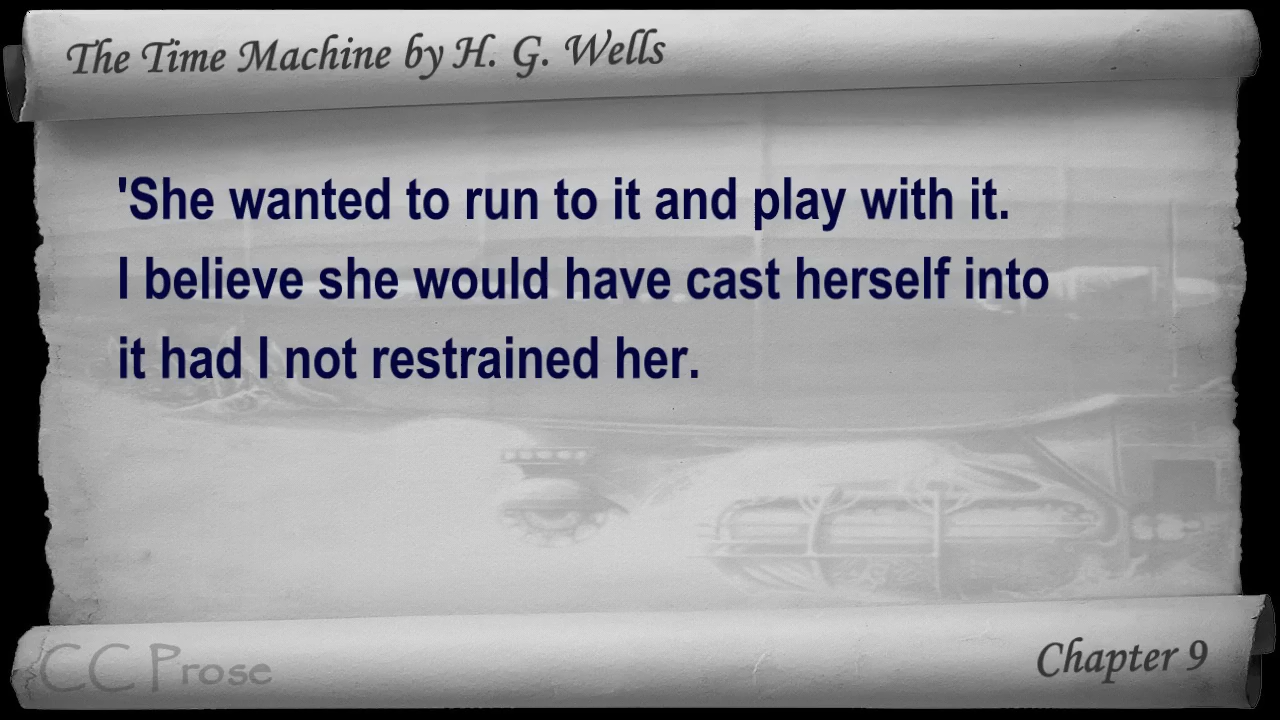 The Time Machine by H. G. Wells
'She wanted to run to it and play with it.
I believe she would have cast herself into
it had I not restrained her.
CC Prose
Chapter 9